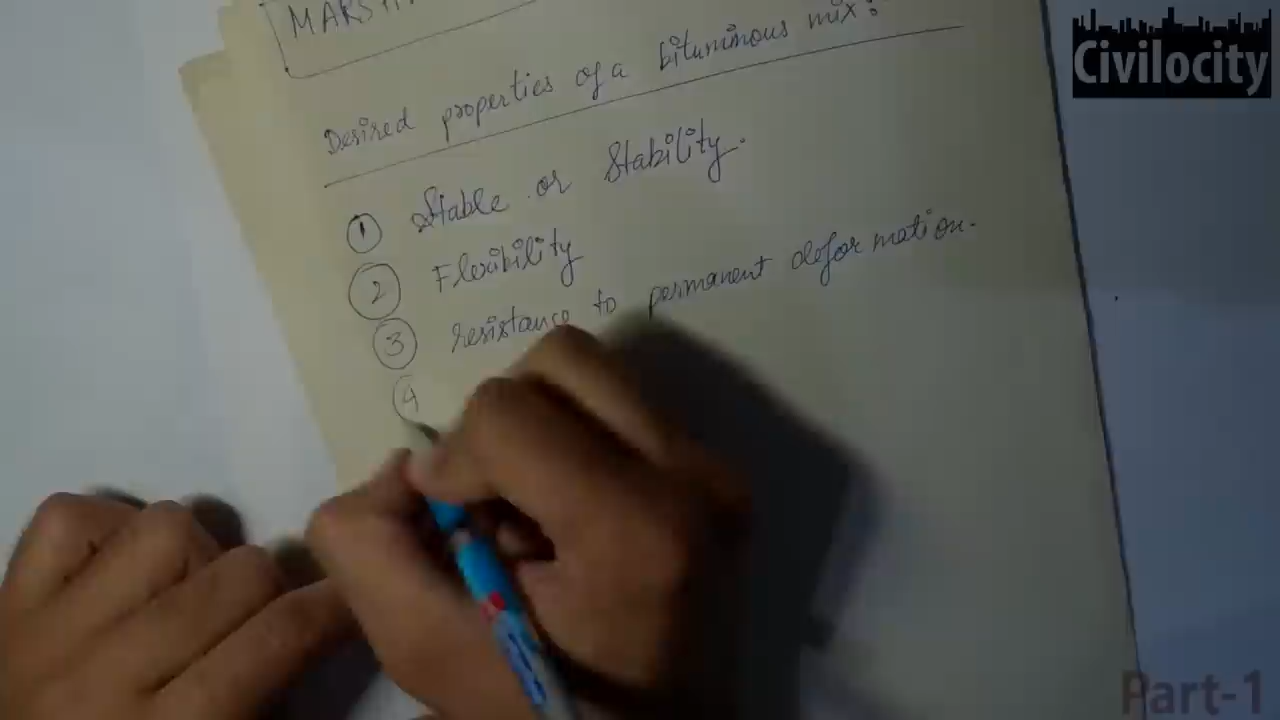 Desired properties of a bituminous mix:
① Stable or Stability.
② Flexibility
③ resistance to permanent deformation.
④
Civilocity
Part-1